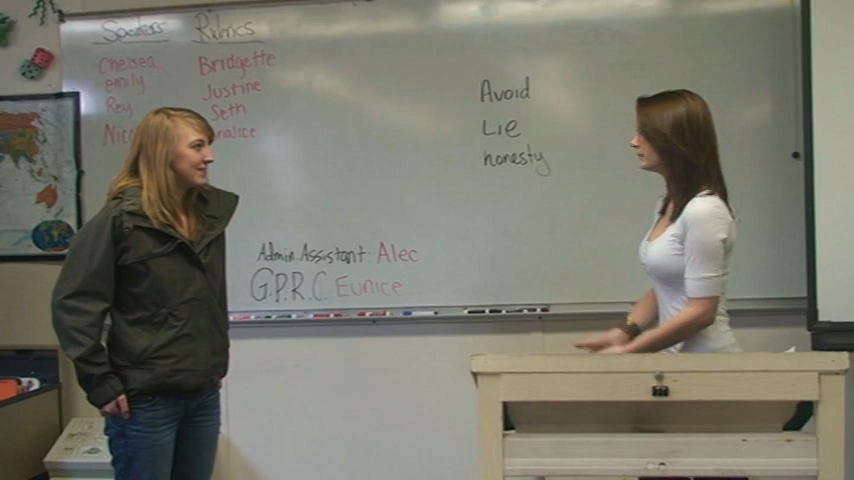 Speakers Rubrics
Chelsea Bridgette
emily Justine
Rey Seth
Avoid
Lie
honesty
Admin. Assistant: Alec
G.P.R.C. Eunice